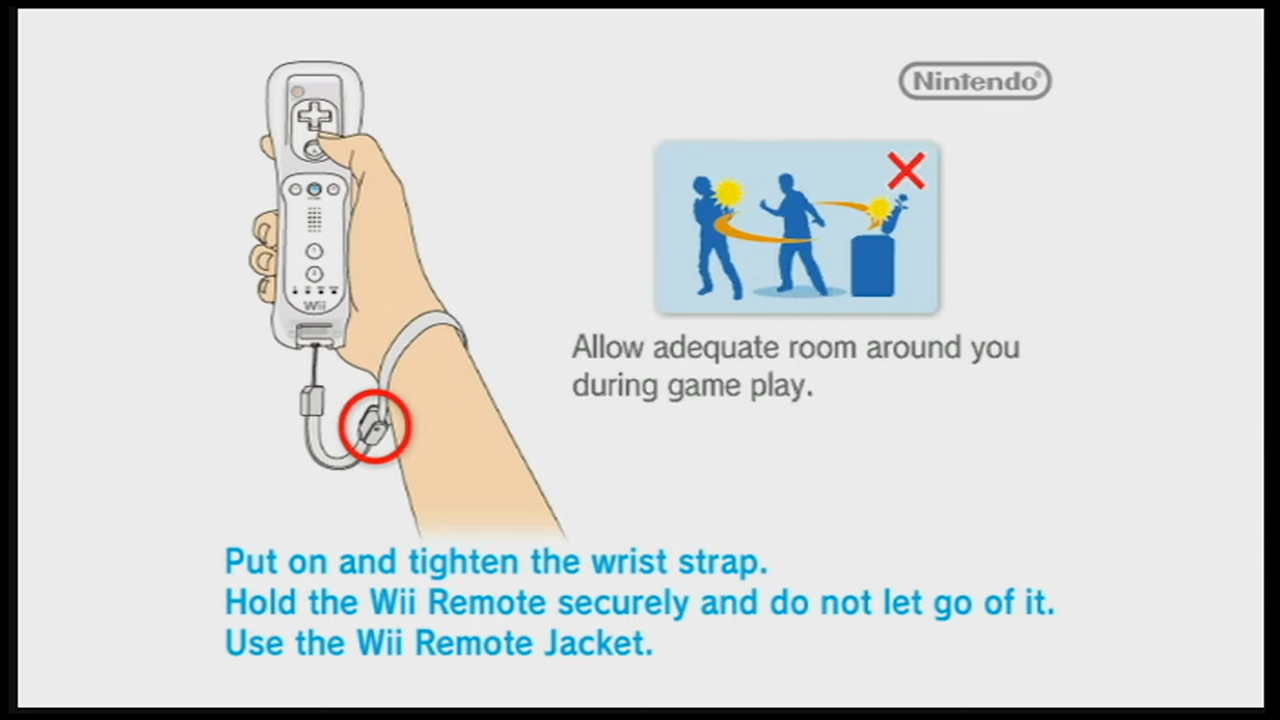 Nintendo®
Wii
Allow adequate room around you
during game play.
Put on and tighten the wrist strap.
Hold the Wii Remote securely and do not let go of it.
Use the Wii Remote Jacket.